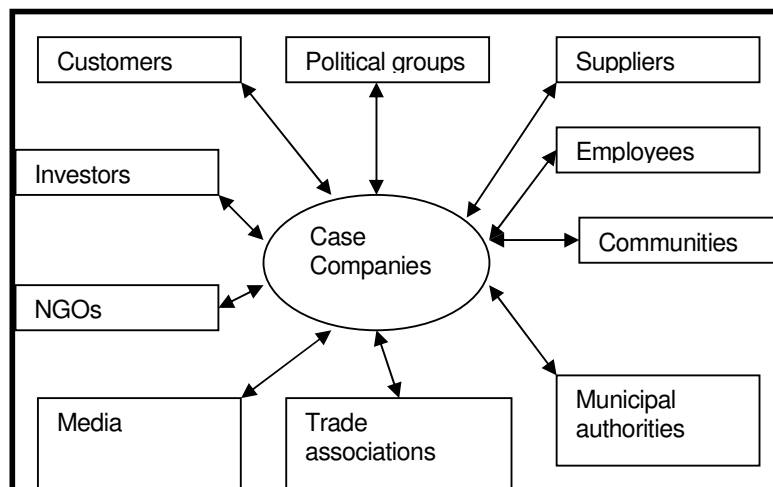 Customers
Political groups
Suppliers
Employees
Investors
Case
Companies
Communities
NGOs
Media
Trade
associations
Municipal
authorities